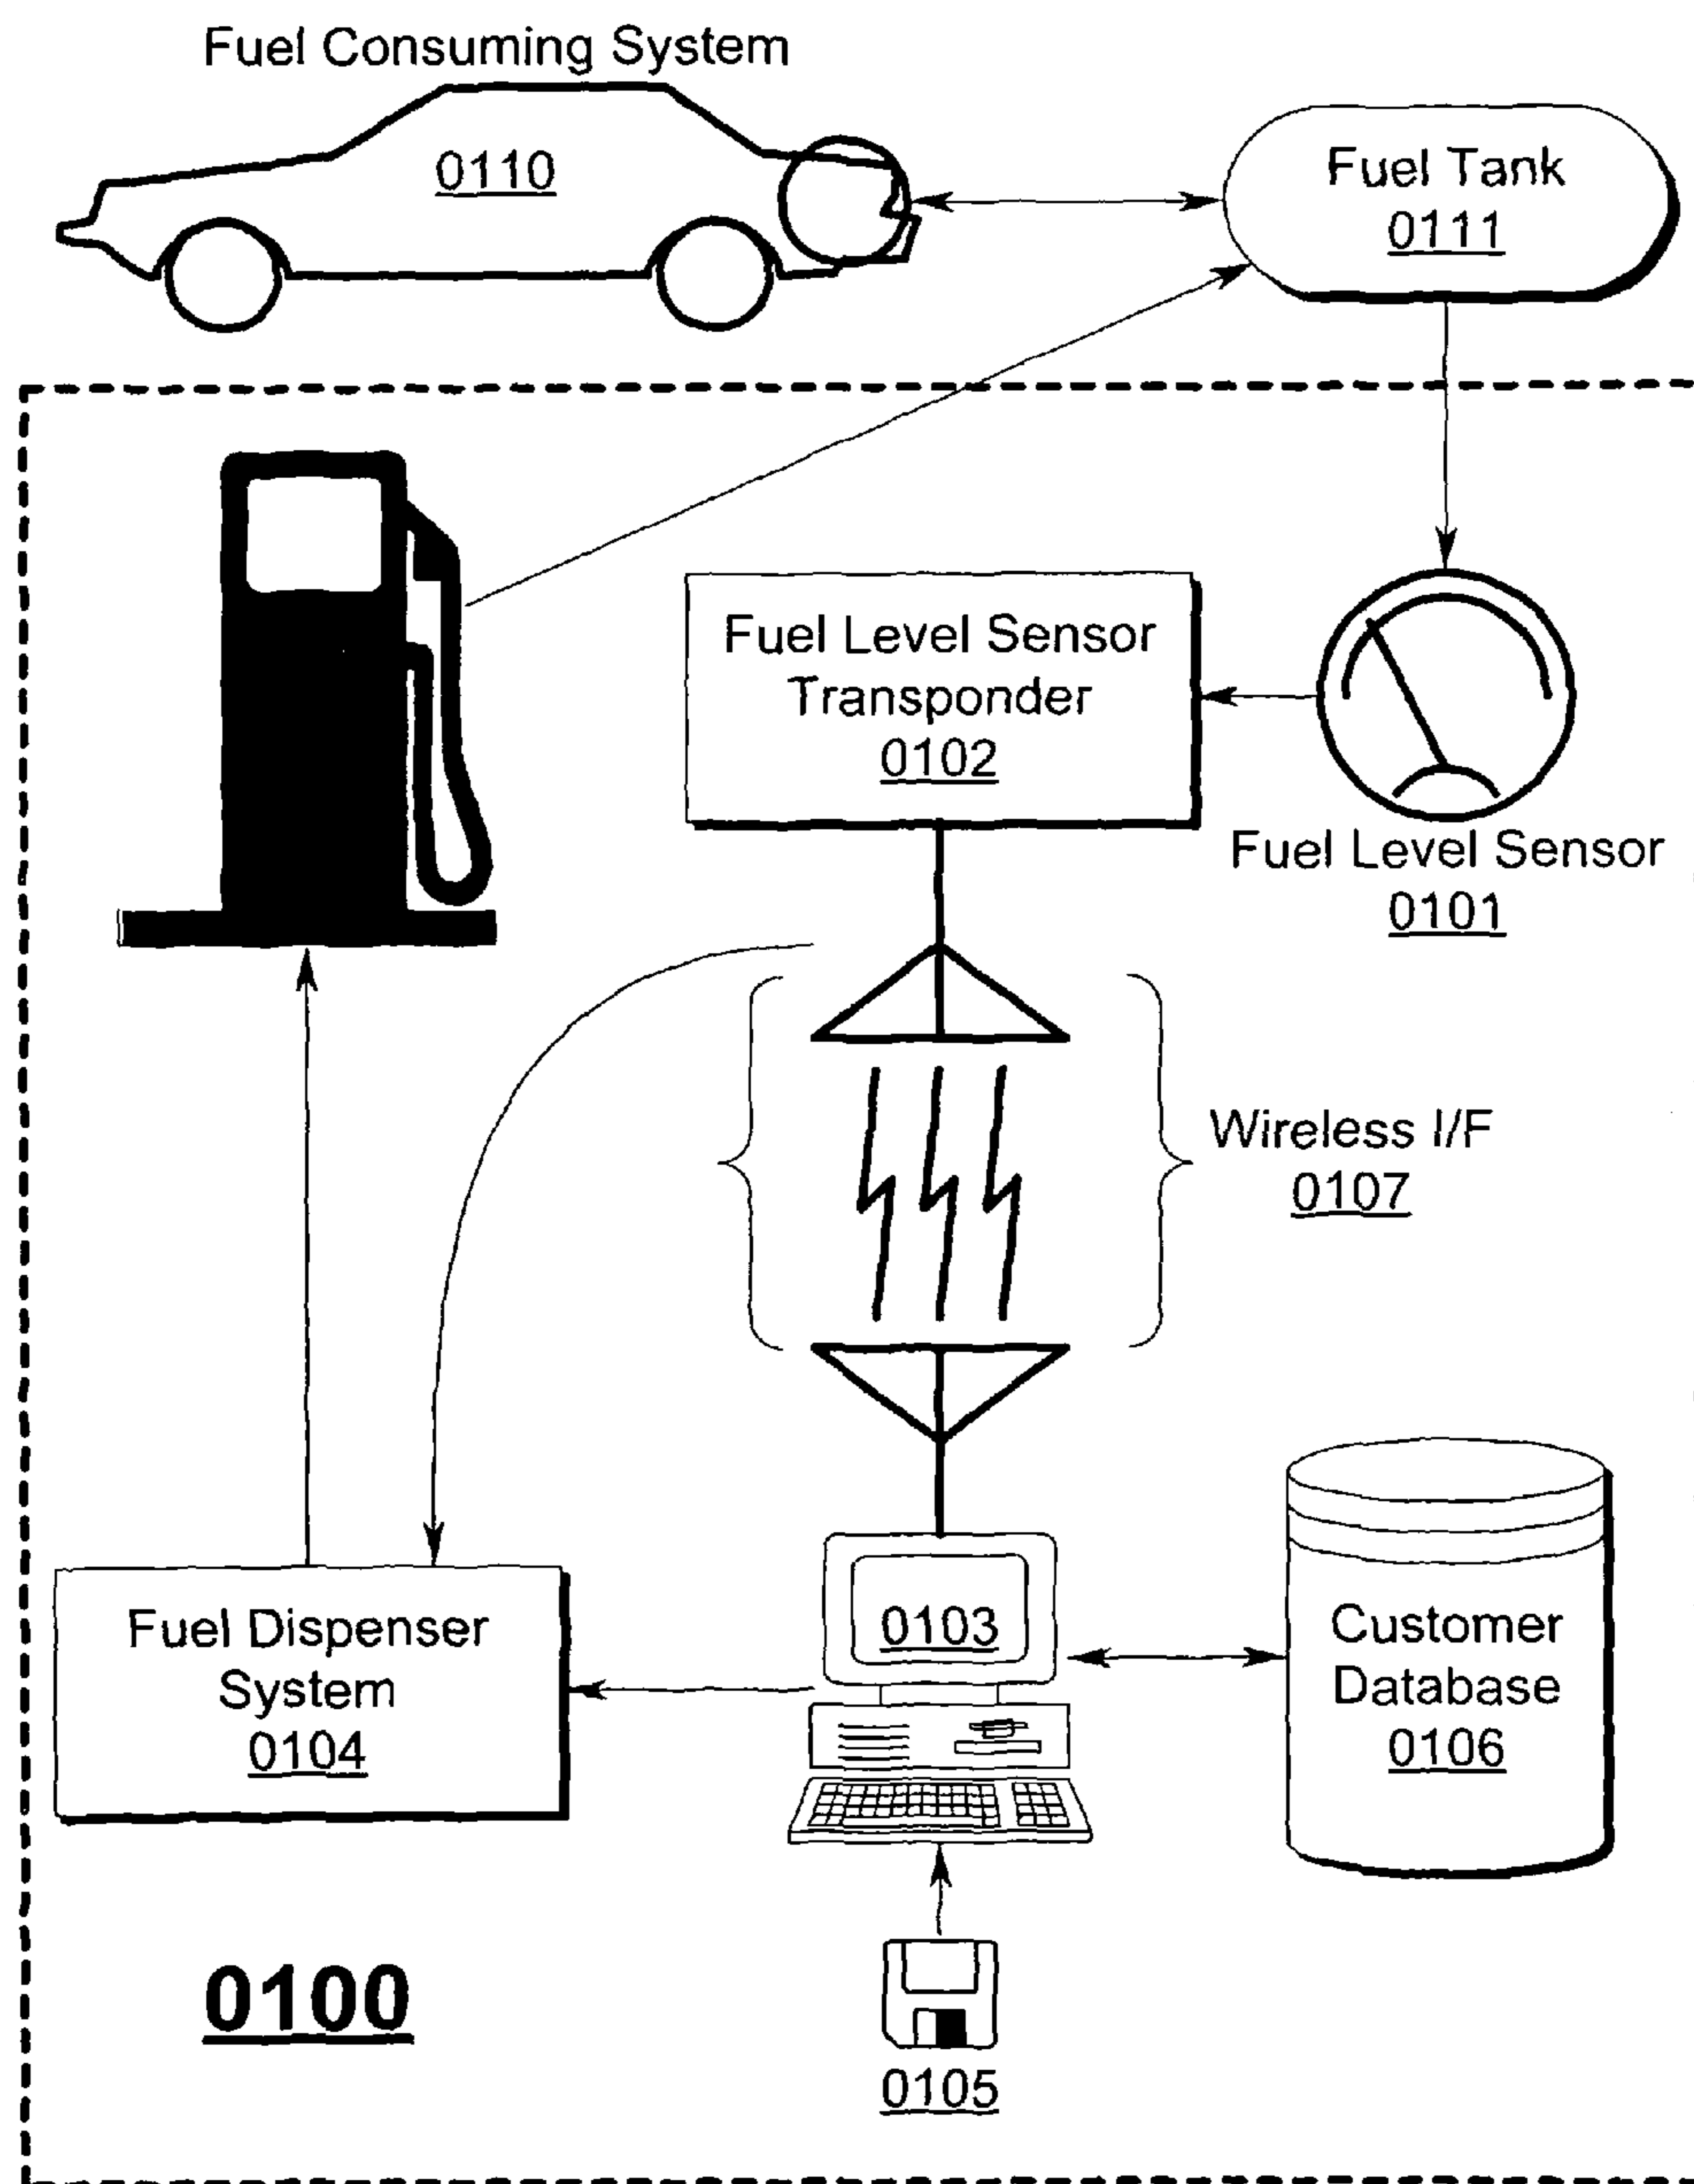 Fuel Consuming System
0110
Fuel Tank
0111
Fuel Level Sensor
Transponder
0102
Fuel Level Sensor
0101
Wireless I/F
0107
0103
Customer
Database
0106
Fuel Dispenser
System
0104
0100
0105